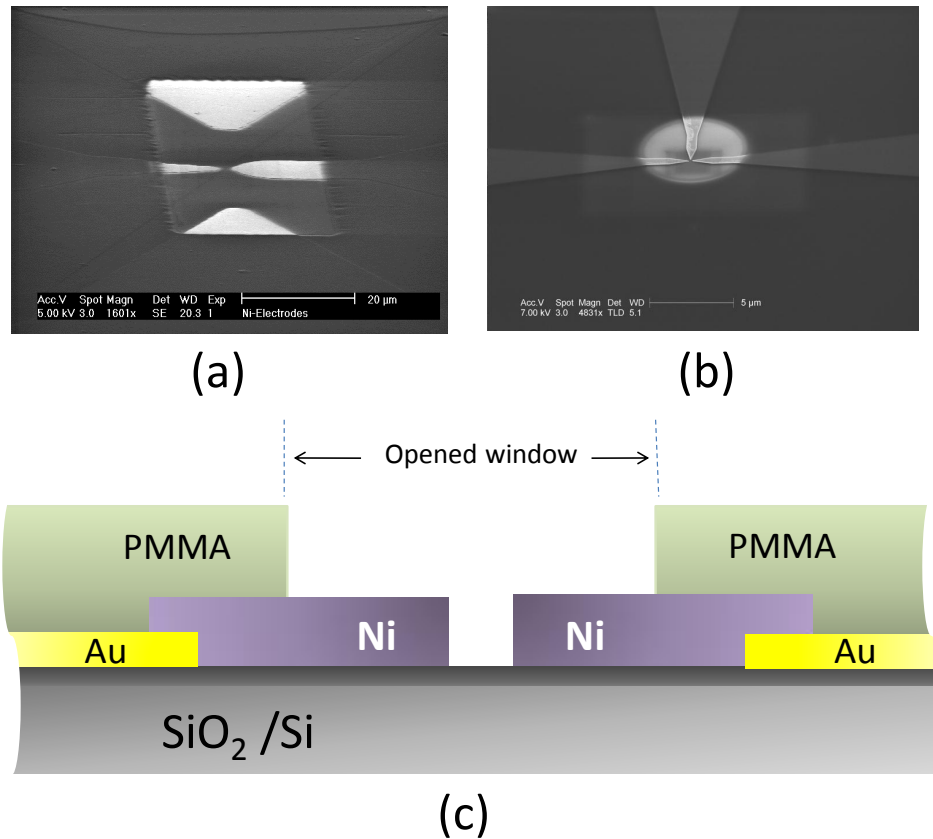 Acc.V Spot Magn Det WD Exp 20 µm
5.00 kV 3.0 1601x SE 20.3 1 Ni-Electrodes
Acc.V Spot Magn Det WD 5 µm
7.00 kV 3.0 4831x TLD 5.1
(a)
(b)
Opened window
PMMA
PMMA
Ni
Ni
Au
Au
SiO₂ /Si
(c)